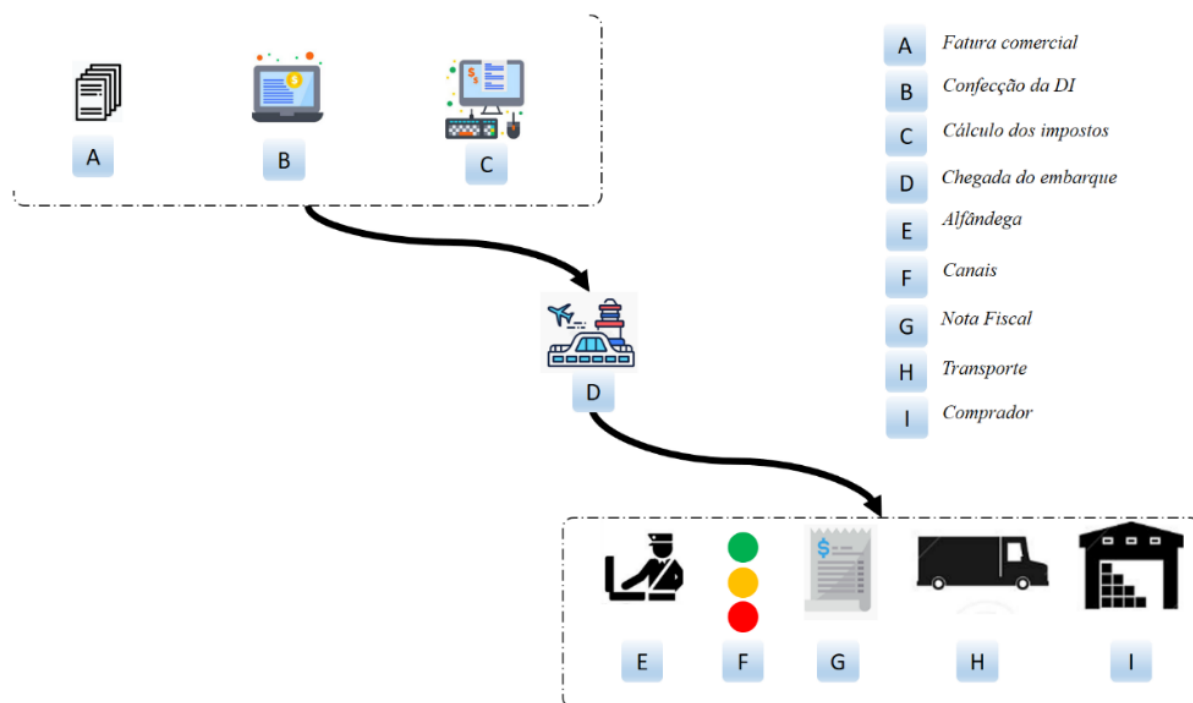 A Fatura comercial
B Confecção da DI
C Cálculo dos impostos
D Chegada do embarque
E Alfândega
F Canais
G Nota Fiscal
H Transporte
I Comprador
A B C
D
E F G H I